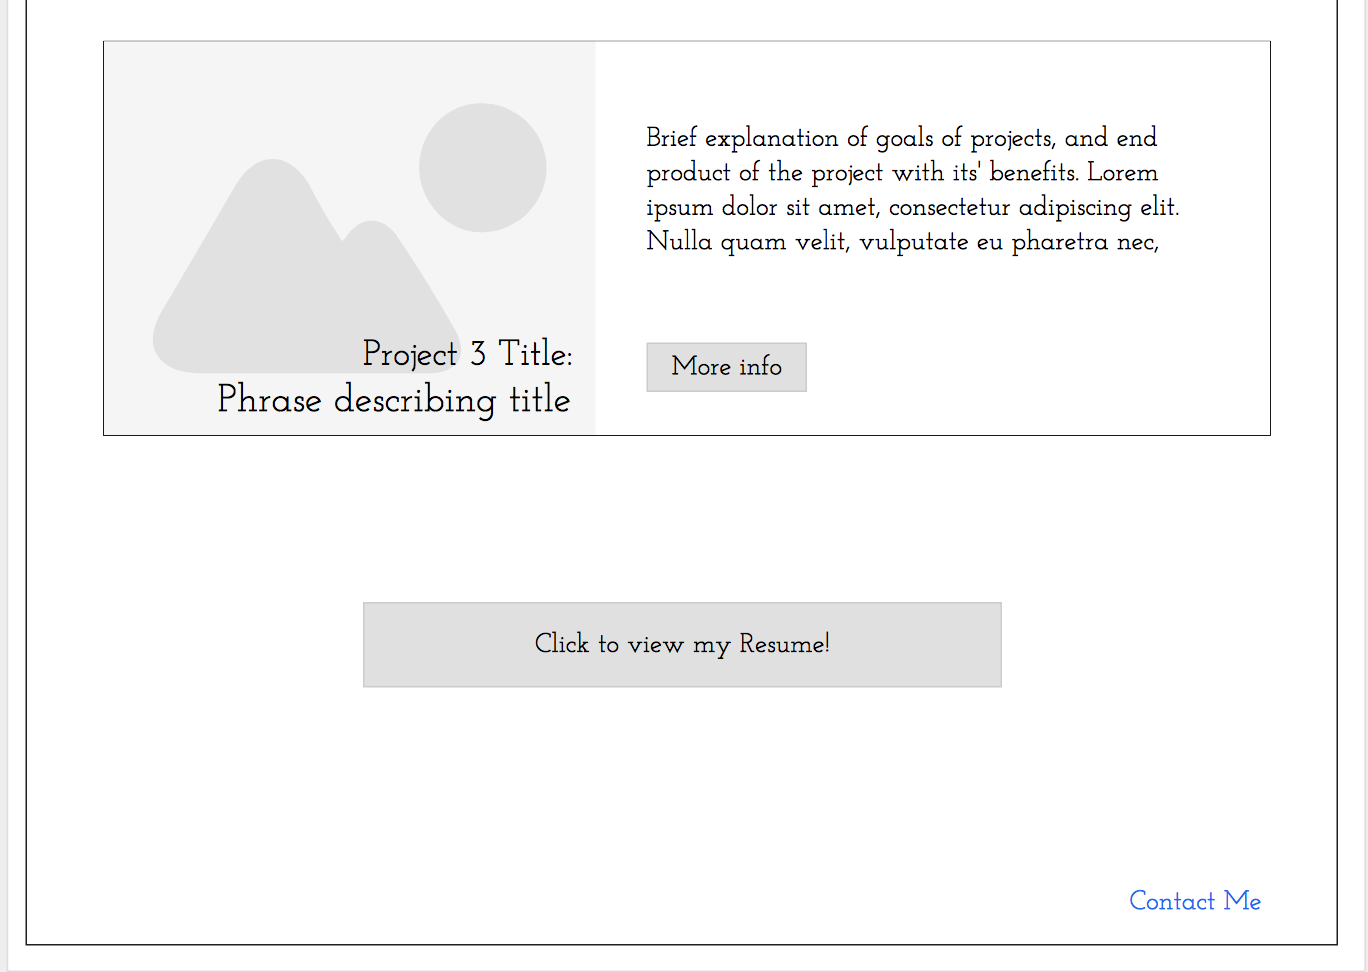 Project 3 Title:
Phrase describing title
Brief explanation of goals of projects, and end
product of the project with its' benefits. Lorem
ipsum dolor sit amet, consectetur adipiscing elit.
Nulla quam velit, vulputate eu pharetra nec,
More info
Click to view my Resume!
Contact Me